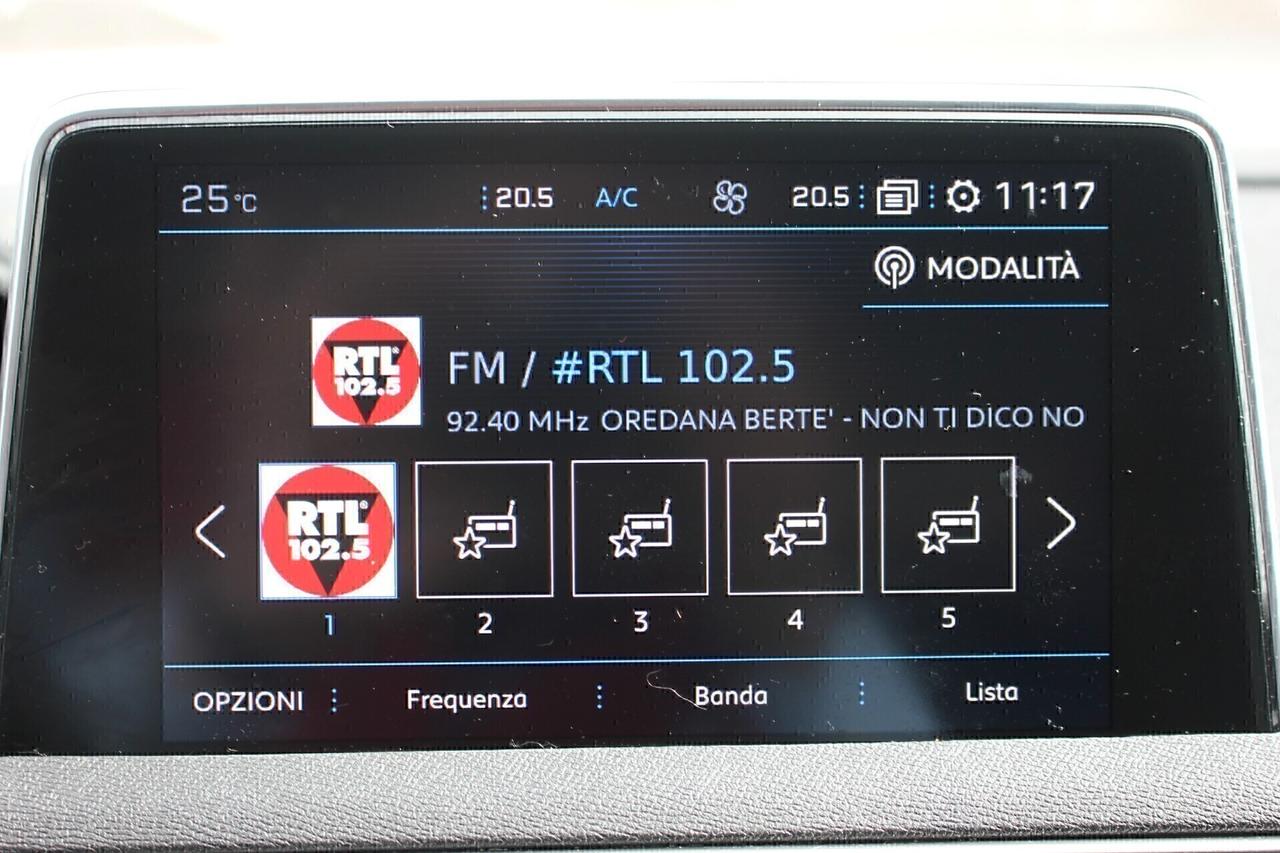 25°C 20.5 A/C 20.5 11:17
MODALITÀ
RTL®
102.5
FM / #RTL 102.5
92.40 MHz OREDANA BERTE' - NON TI DICO NO
RTL®
102.5
1 2 3 4 5
OPZIONI Frequenza Banda Lista